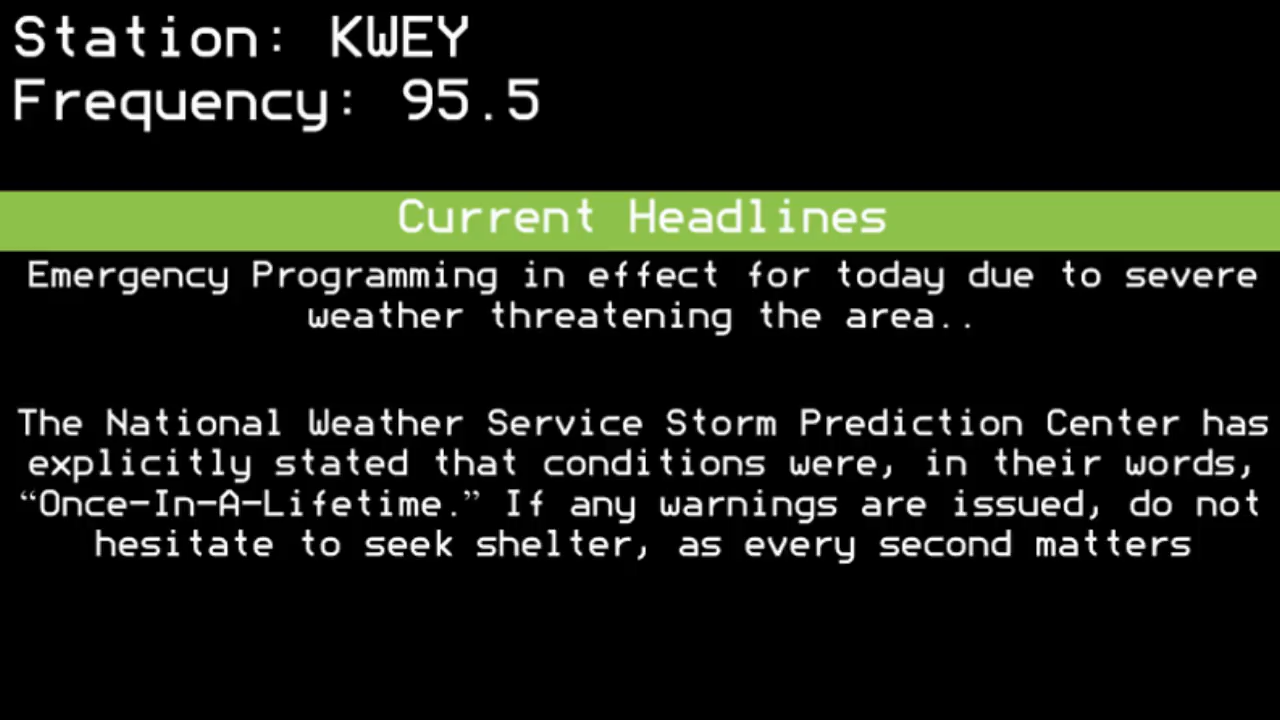 Station: KWEY
Frequency: 95.5
Current Headlines
Emergency Programming in effect for today due to severe
weather threatening the area..
The National Weather Service Storm Prediction Center has
explicitly stated that conditions were, in their words,
“Once-In-A-Lifetime.” If any warnings are issued, do not
hesitate to seek shelter, as every second matters